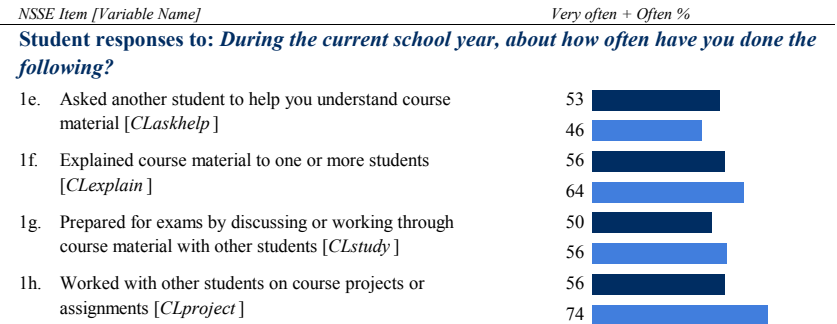 NSSE Item [Variable Name] Very often + Often %
Student responses to: During the current school year, about how often have you done the
following?
1e. Asked another student to help you understand course 53
material [CLaskhelp ] 46
1f. Explained course material to one or more students 56
[CLexplain ] 64
1g. Prepared for exams by discussing or working through 50
course material with other students [CLstudy ] 56
1h. Worked with other students on course projects or 56
assignments [CLproject ] 74